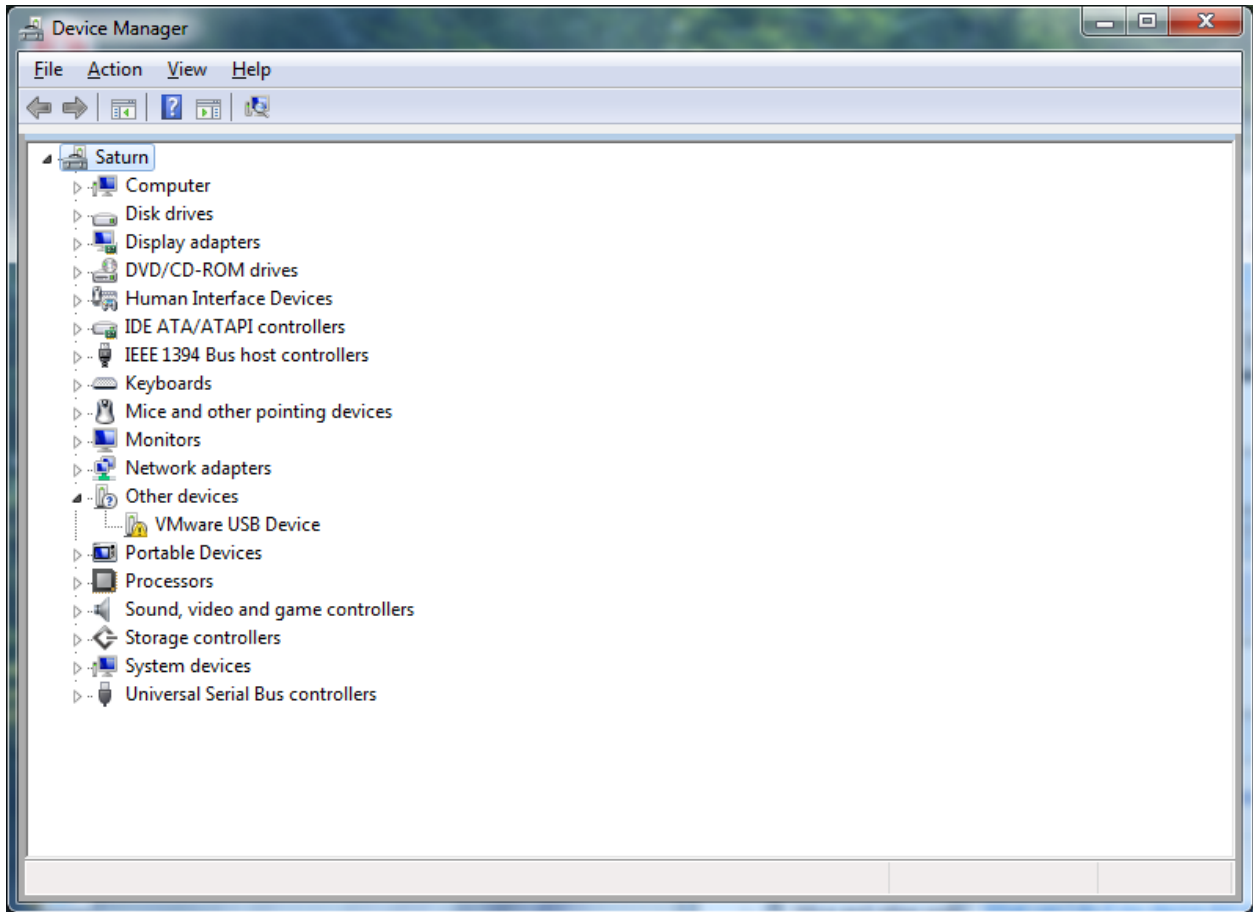 Device Manager
File Action View Help
Saturn
Computer
Disk drives
Display adapters
DVD/CD-ROM drives
Human Interface Devices
IDE ATA/ATAPI controllers
IEEE 1394 Bus host controllers
Keyboards
Mice and other pointing devices
Monitors
Network adapters
Other devices
VMware USB Device
Portable Devices
Processors
Sound, video and game controllers
Storage controllers
System devices
Universal Serial Bus controllers